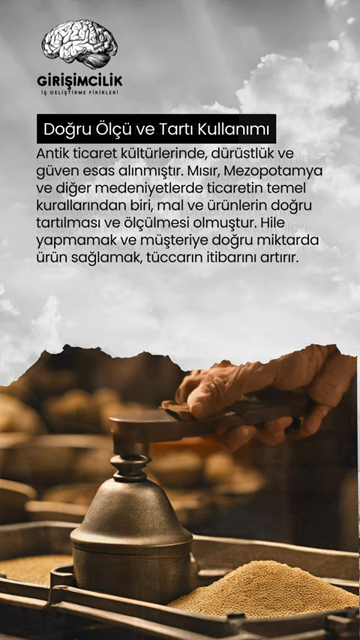 GİRİŞİMCİLİK
İŞ GELİŞTİRME FİKİRLERİ
Doğru Ölçü ve Tartı Kullanımı
Antik ticaret kültürlerinde, dürüstlük ve
güven esas alınmıştır. Mısır, Mezopotamya
ve diğer medeniyetlerde ticaretin temel
kurallarından biri, mal ve ürünlerin doğru
tartılması ve ölçülmesi olmuştur. Hile
yapmamak ve müşteriye doğru miktarda
ürün sağlamak, tüccarın itibarını artırır.